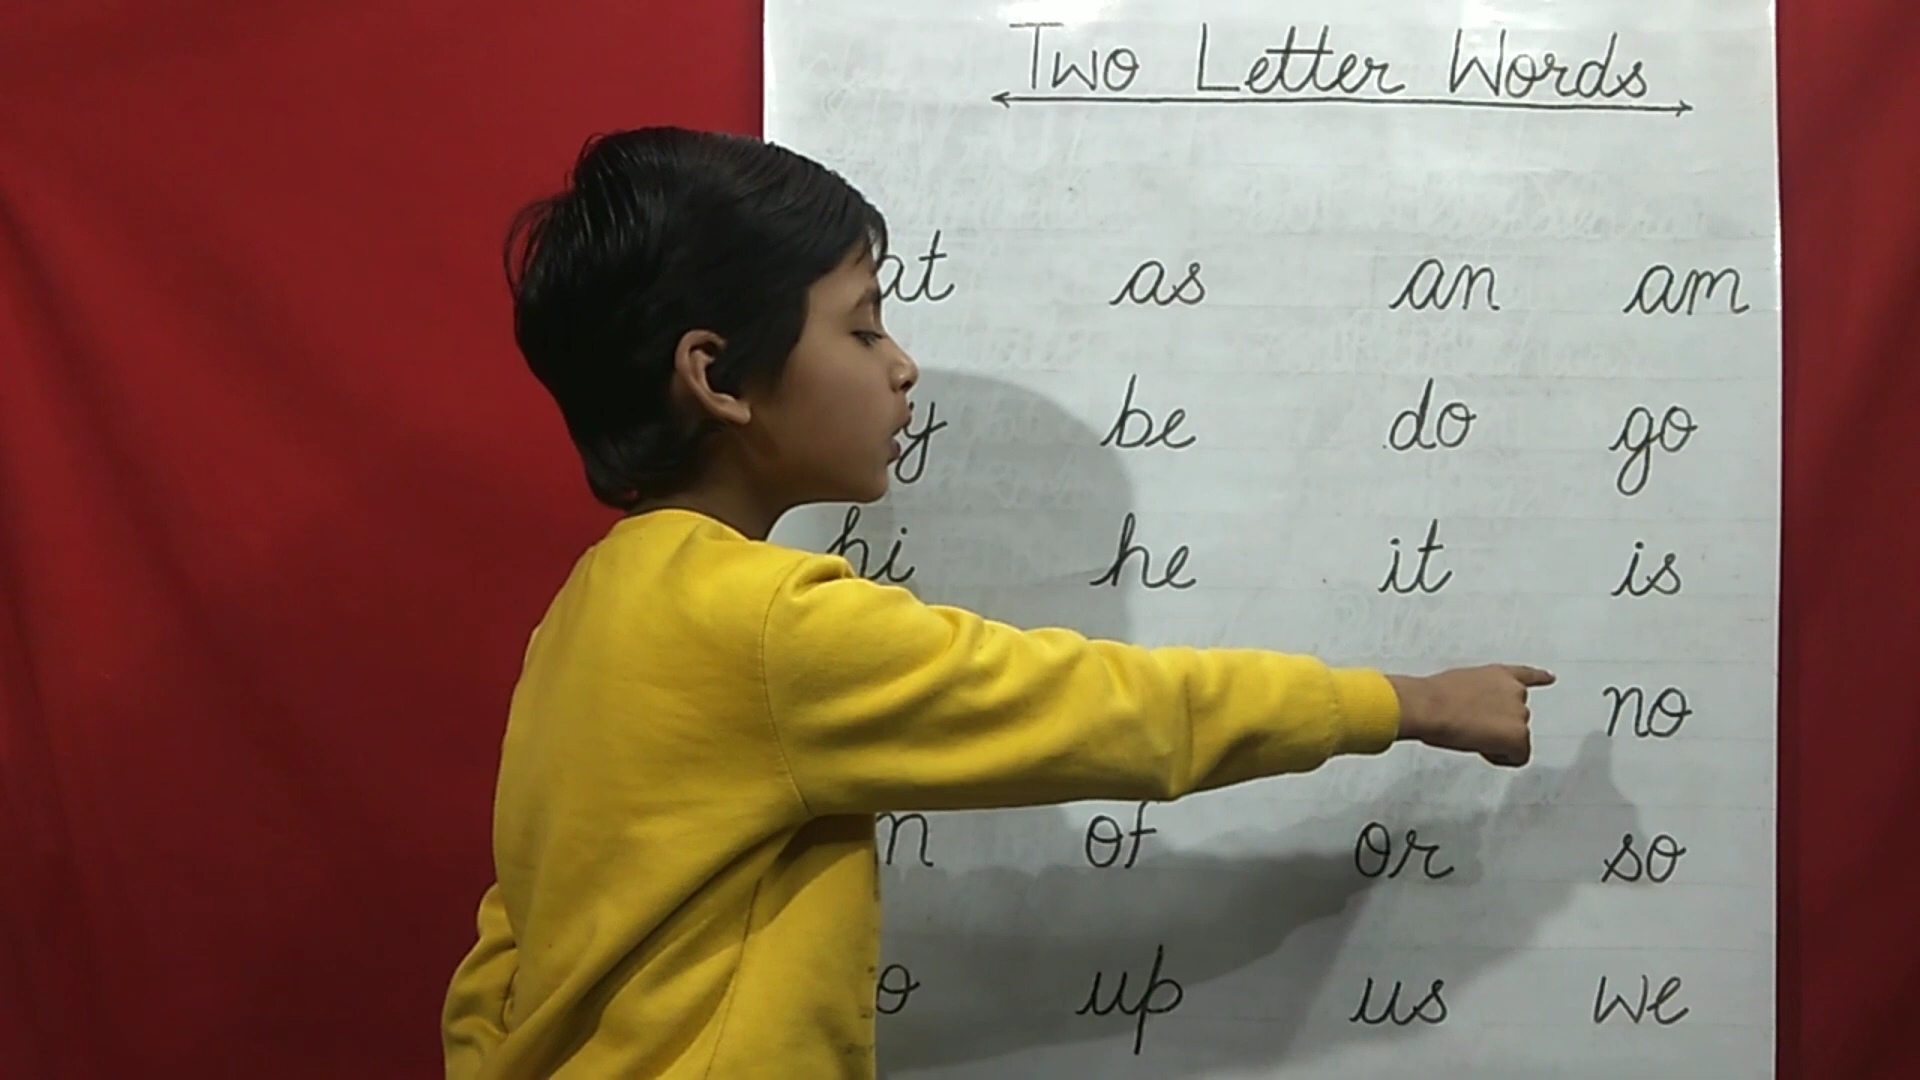 Two Letter Words
at as an am
be do go
hi he it is
no
of or so
up us we